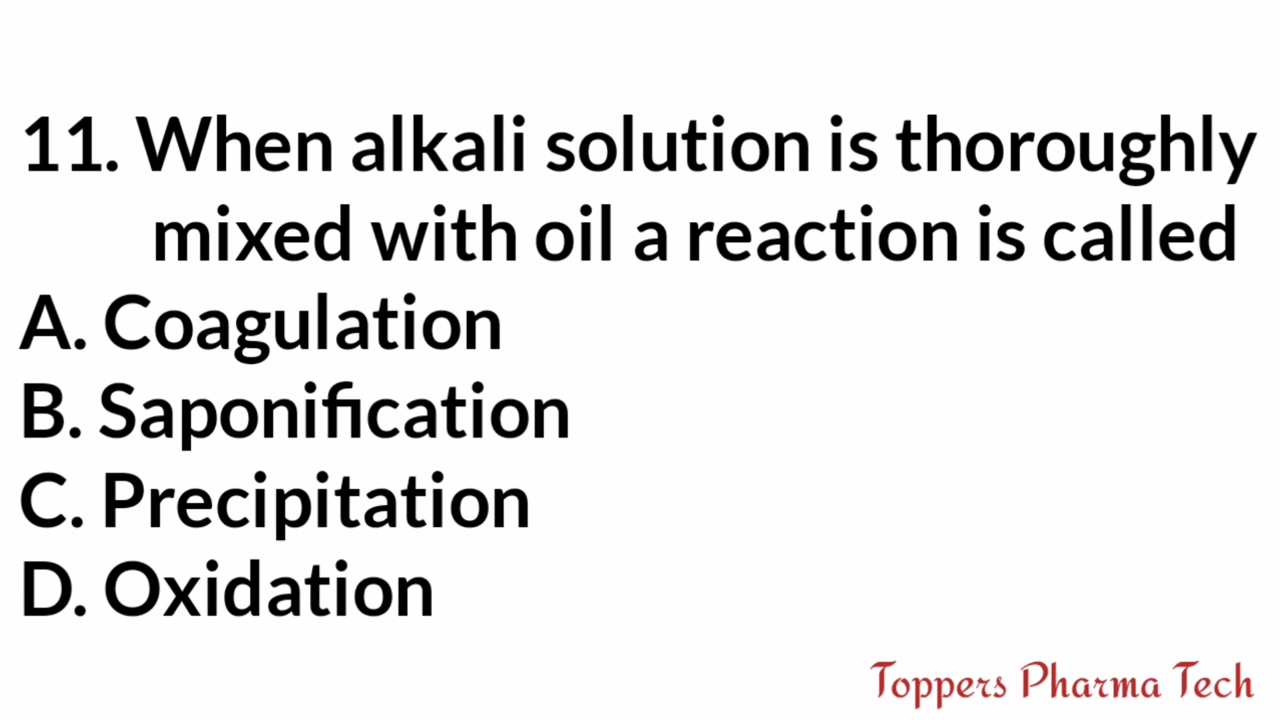 11. When alkali solution is thoroughly
mixed with oil a reaction is called
A. Coagulation
B. Saponification
C. Precipitation
D. Oxidation
Toppers Pharma Tech